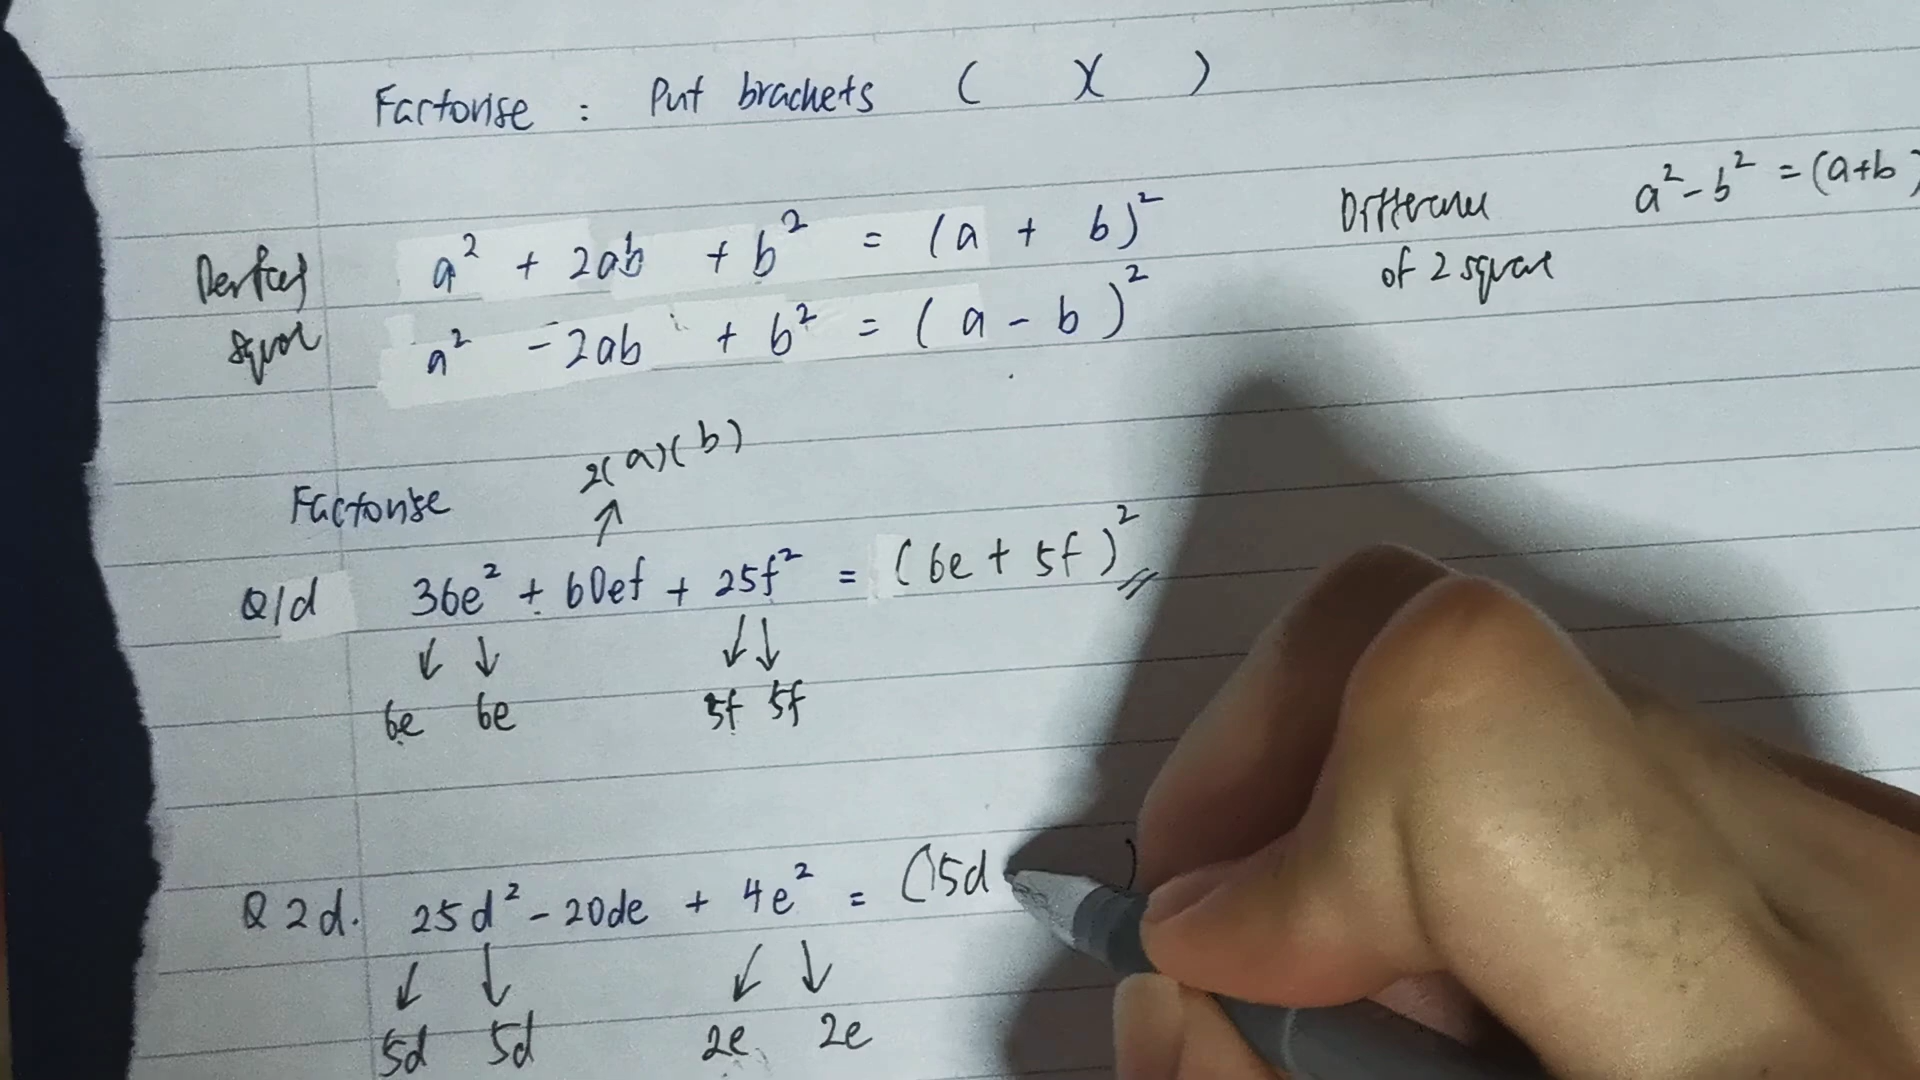 Factorise : Put brackets ( X )
a² + 2ab + b² = (a + b)²
a² - 2ab + b² = (a - b)²
Difference of 2 square
a² - b² = (a+b)
2(a)(b)
Factorise
Q1d 36e² + 60ef + 25f² = (6e + 5f)²
6e 6e 5f 5f
Q2d. 25d² - 20de + 4e² = (5d )
5d 5d 2e 2e